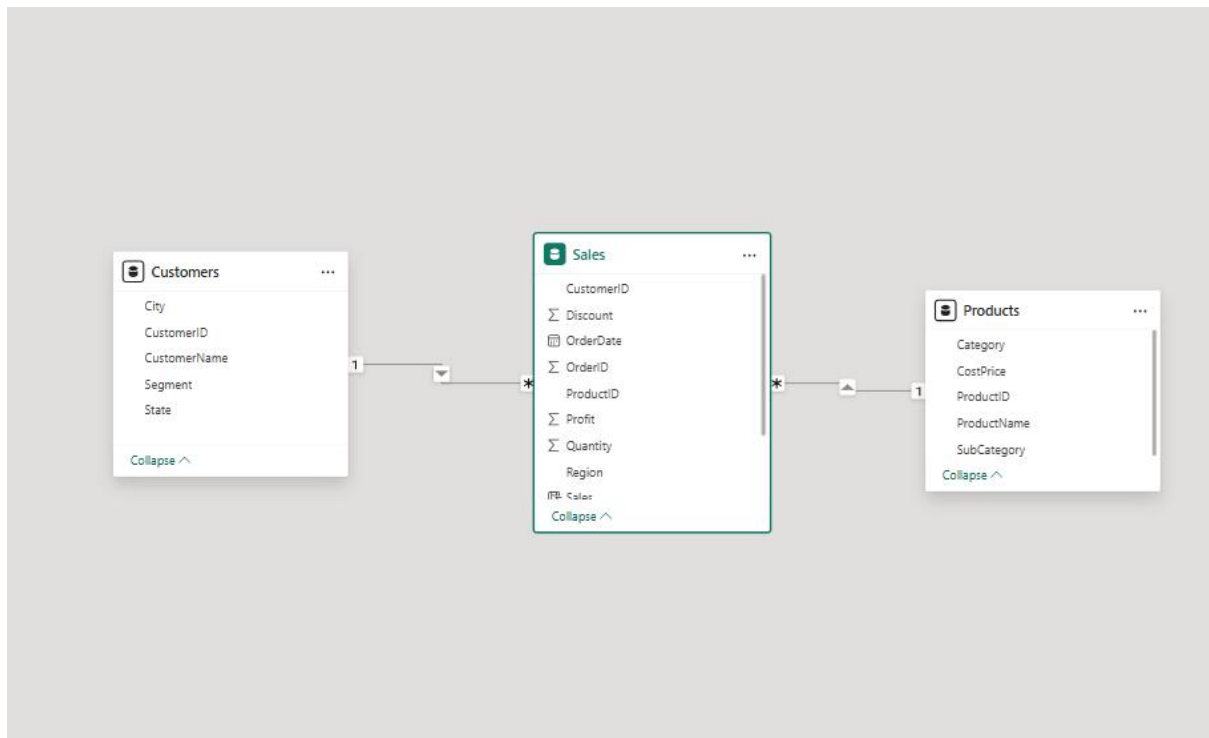 Customers
City
CustomerID
CustomerName
Segment
State
Collapse
1
*
Sales
CustomerID
Discount
OrderDate
OrderID
ProductID
Profit
Quantity
Region
Sales
Collapse
*
1
Products
Category
CostPrice
ProductID
ProductName
SubCategory
Collapse